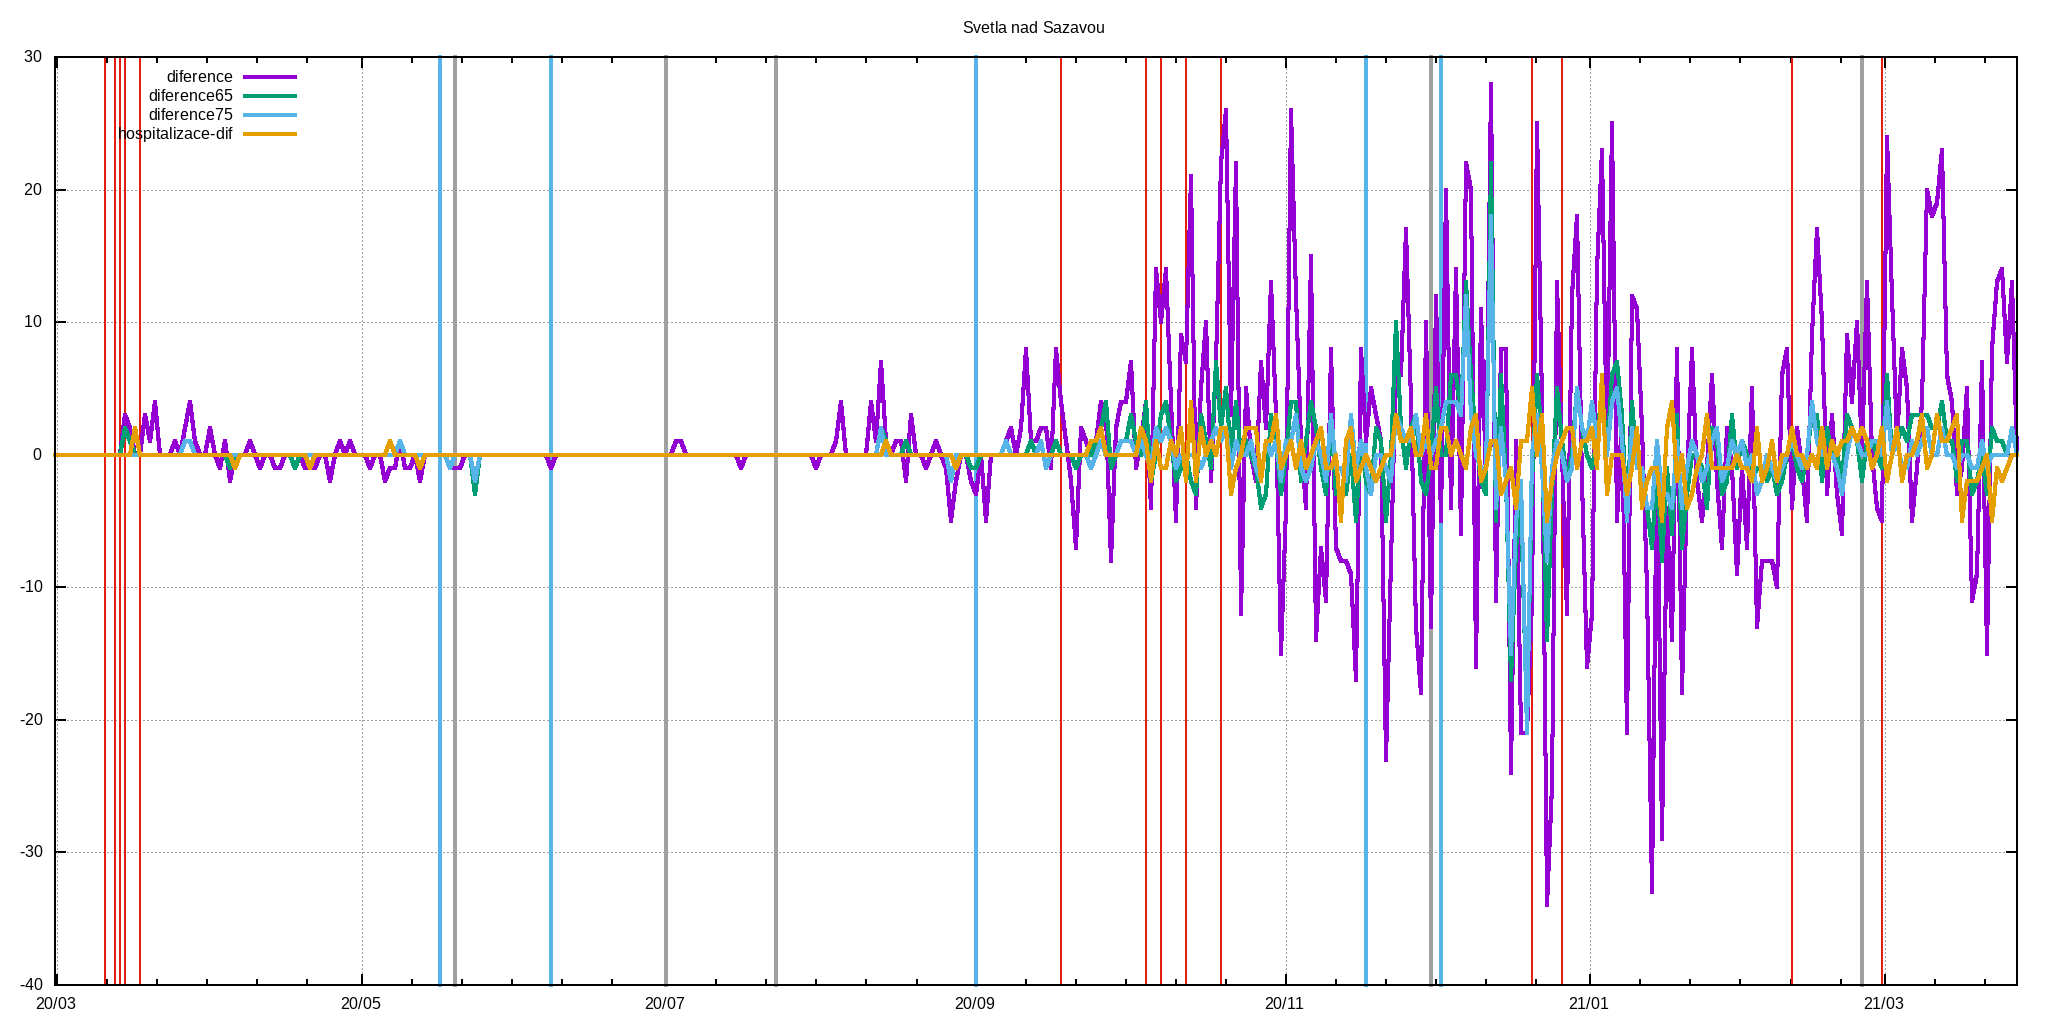 Svetla nad Sazavou
30
20
10
0
-10
-20
-30
-40
diference
diference65
diference75
hospitalizace-dif
20/03 20/05 20/07 20/09 20/11 21/01 21/03